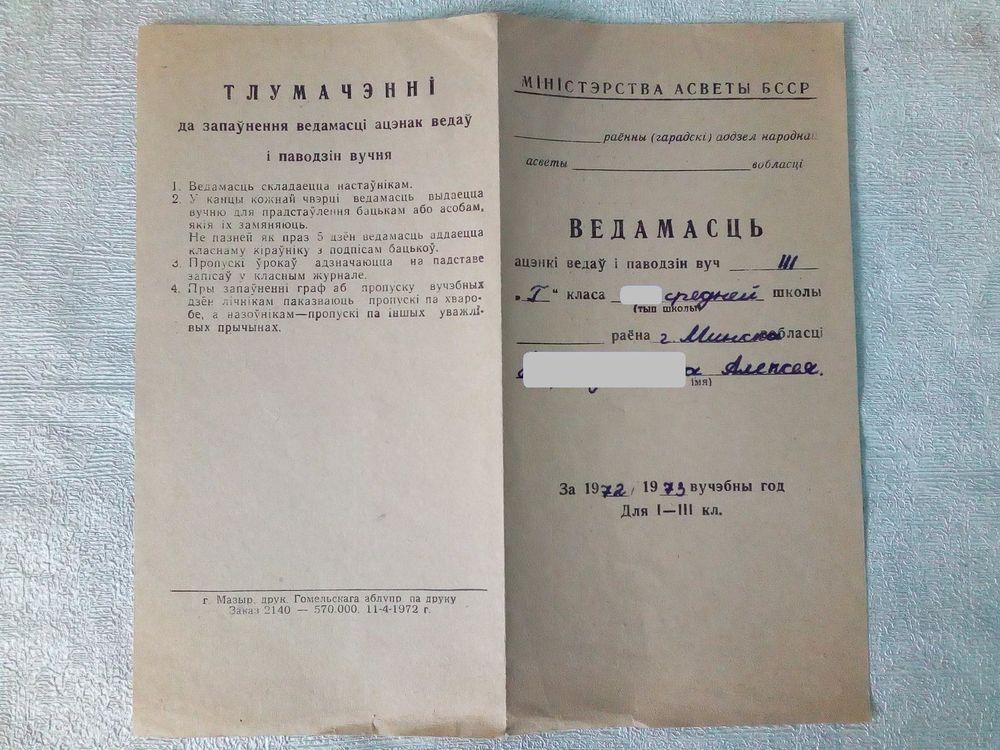 ТЛУМАЧЭННІ
да запаўнення ведамасці ацэнак ведаў
і паводзін вучня
1. Ведамасць складаецца настаўнікам.
2. У канцы кожнай чвэрці ведамасць выдаецца
вучню для прадстаўлення бацькам або асобам,
якія іх замяняюць.
Не пазней як праз 5 дзён ведамасць аддаецца
класнаму кіраўніку з подпісам бацькоў.
3. Пропускі ўрокаў адзначаюцца на падставе
запісаў у класным журнале.
4. Пры запаўненні граф аб пропуску вучэбных
дзён лічнікам паказваюць пропускі па хваро-
бе, а назоўнікам—пропускі па іншых уважлі-
вых прычынах.
г. Мазыр, друк. Гомельскага аблупр. па друку
Заказ 2140 — 570.000. 11-4-1972 г.
МІНІСТЭРСТВА АСВЕТЫ БССР
раённы (гарадскі) аддзел народнай
асветы вобласці
ВЕДАМАСЦЬ
ацэнкі ведаў і паводзін вуч III
„Г“ класа средней школы
(тып школы)
раёна г. Минска вобласці
а Алексея.
імя)
За 1972/1973 вучэбны год
Для I—III кл.